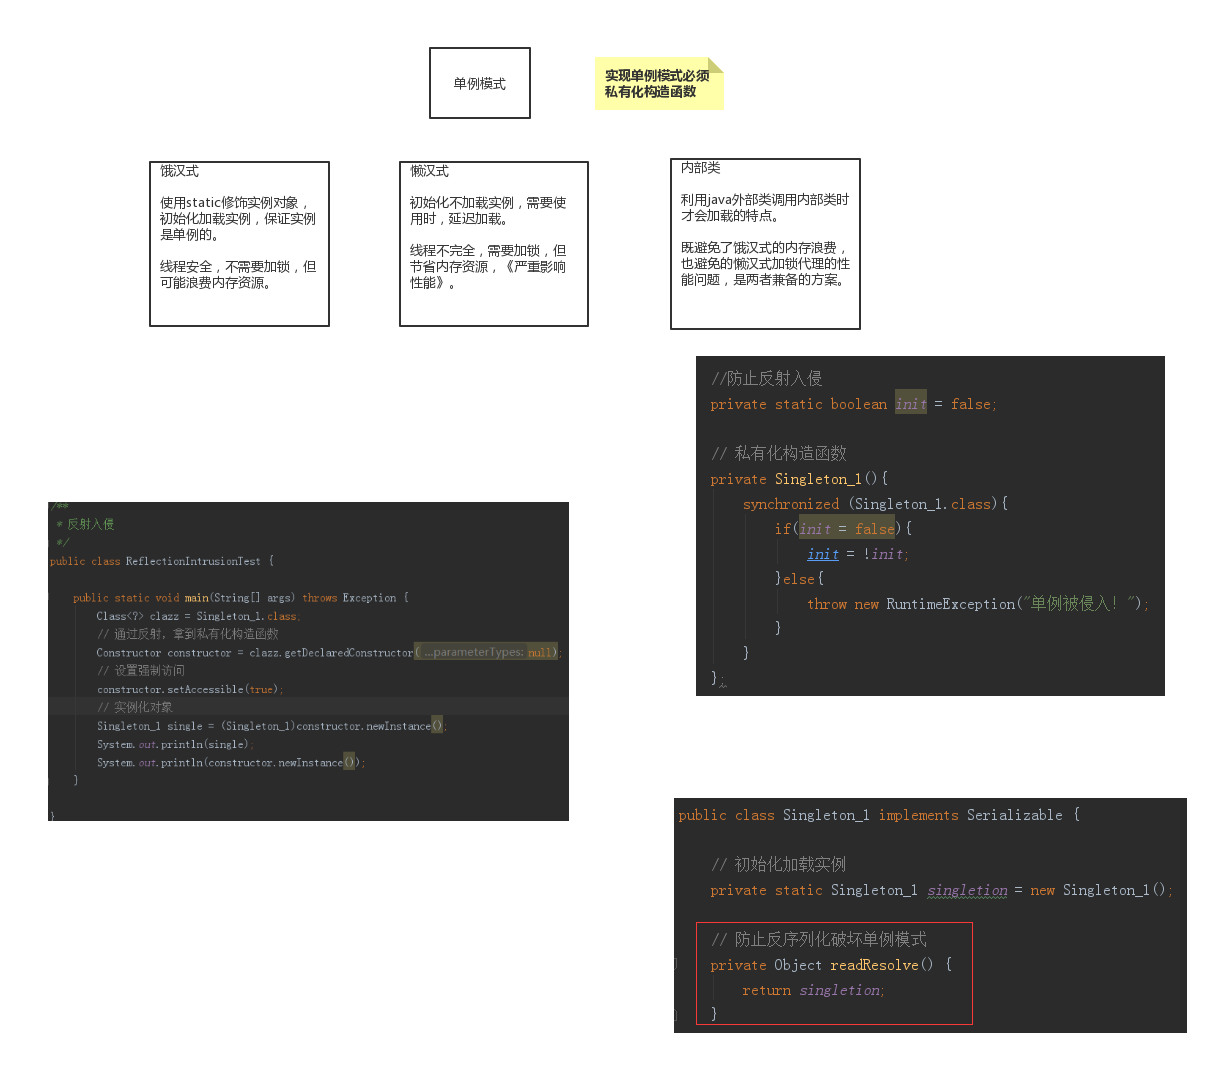 单例模式
实现单例模式必须
私有化构造函数
饿汉式
使用static修饰实例对象，
初始化加载实例，保证实例
是单例的。
线程安全，不需要加锁，但
可能浪费内存资源。
懒汉式
初始化不加载实例，需要使
用时，延迟加载。
线程不完全，需要加锁，但
节省内存资源，《严重影响
性能》。
内部类
利用java外部类调用内部类时
才会加载的特点。
既避免了饿汉式的内存浪费，
也避免的懒汉式加锁代理的性
能问题，是两者兼备的方案。
//防止反射入侵
private static boolean init = false;
// 私有化构造函数
private Singleton_1(){
synchronized (Singleton_1.class){
if(init = false){
init = !init;
}else{
throw new RuntimeException("单例被侵入! ");
}
}
};
/**
* 反射入侵
*/
public class ReflectionIntrusionTest {
public static void main(String[] args) throws Exception {
Class<?> clazz = Singleton_1.class;
// 通过反射，拿到私有化构造函数
Constructor constructor = clazz.getDeclaredConstructor( ...parameterTypes: null);
// 设置强制访问
constructor.setAccessible(true);
// 实例化对象
Singleton_1 single = (Singleton_1)constructor.newInstance();
System.out.println(single);
System.out.println(constructor.newInstance());
}
}
public class Singleton_1 implements Serializable {
// 初始化加载实例
private static Singleton_1 singletion = new Singleton_1();
// 防止反序列化破坏单例模式
private Object readResolve() {
return singletion;
}